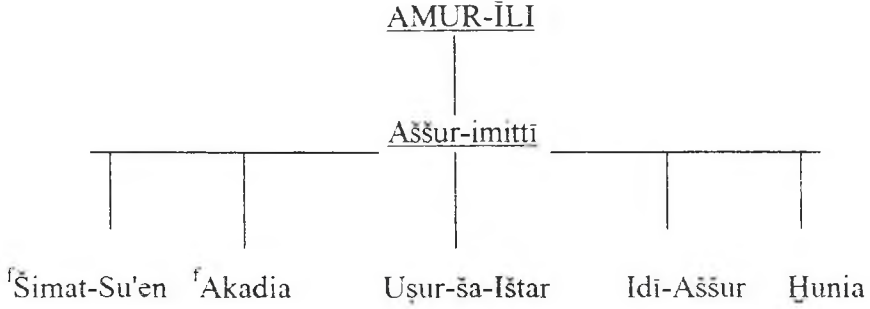 AMUR-ĪLI
Aššur-imittī
ᶠŠimat-Su'en ᶠAkadia Uṣur-ša-Ištar Idī-Aššur Ḫunia